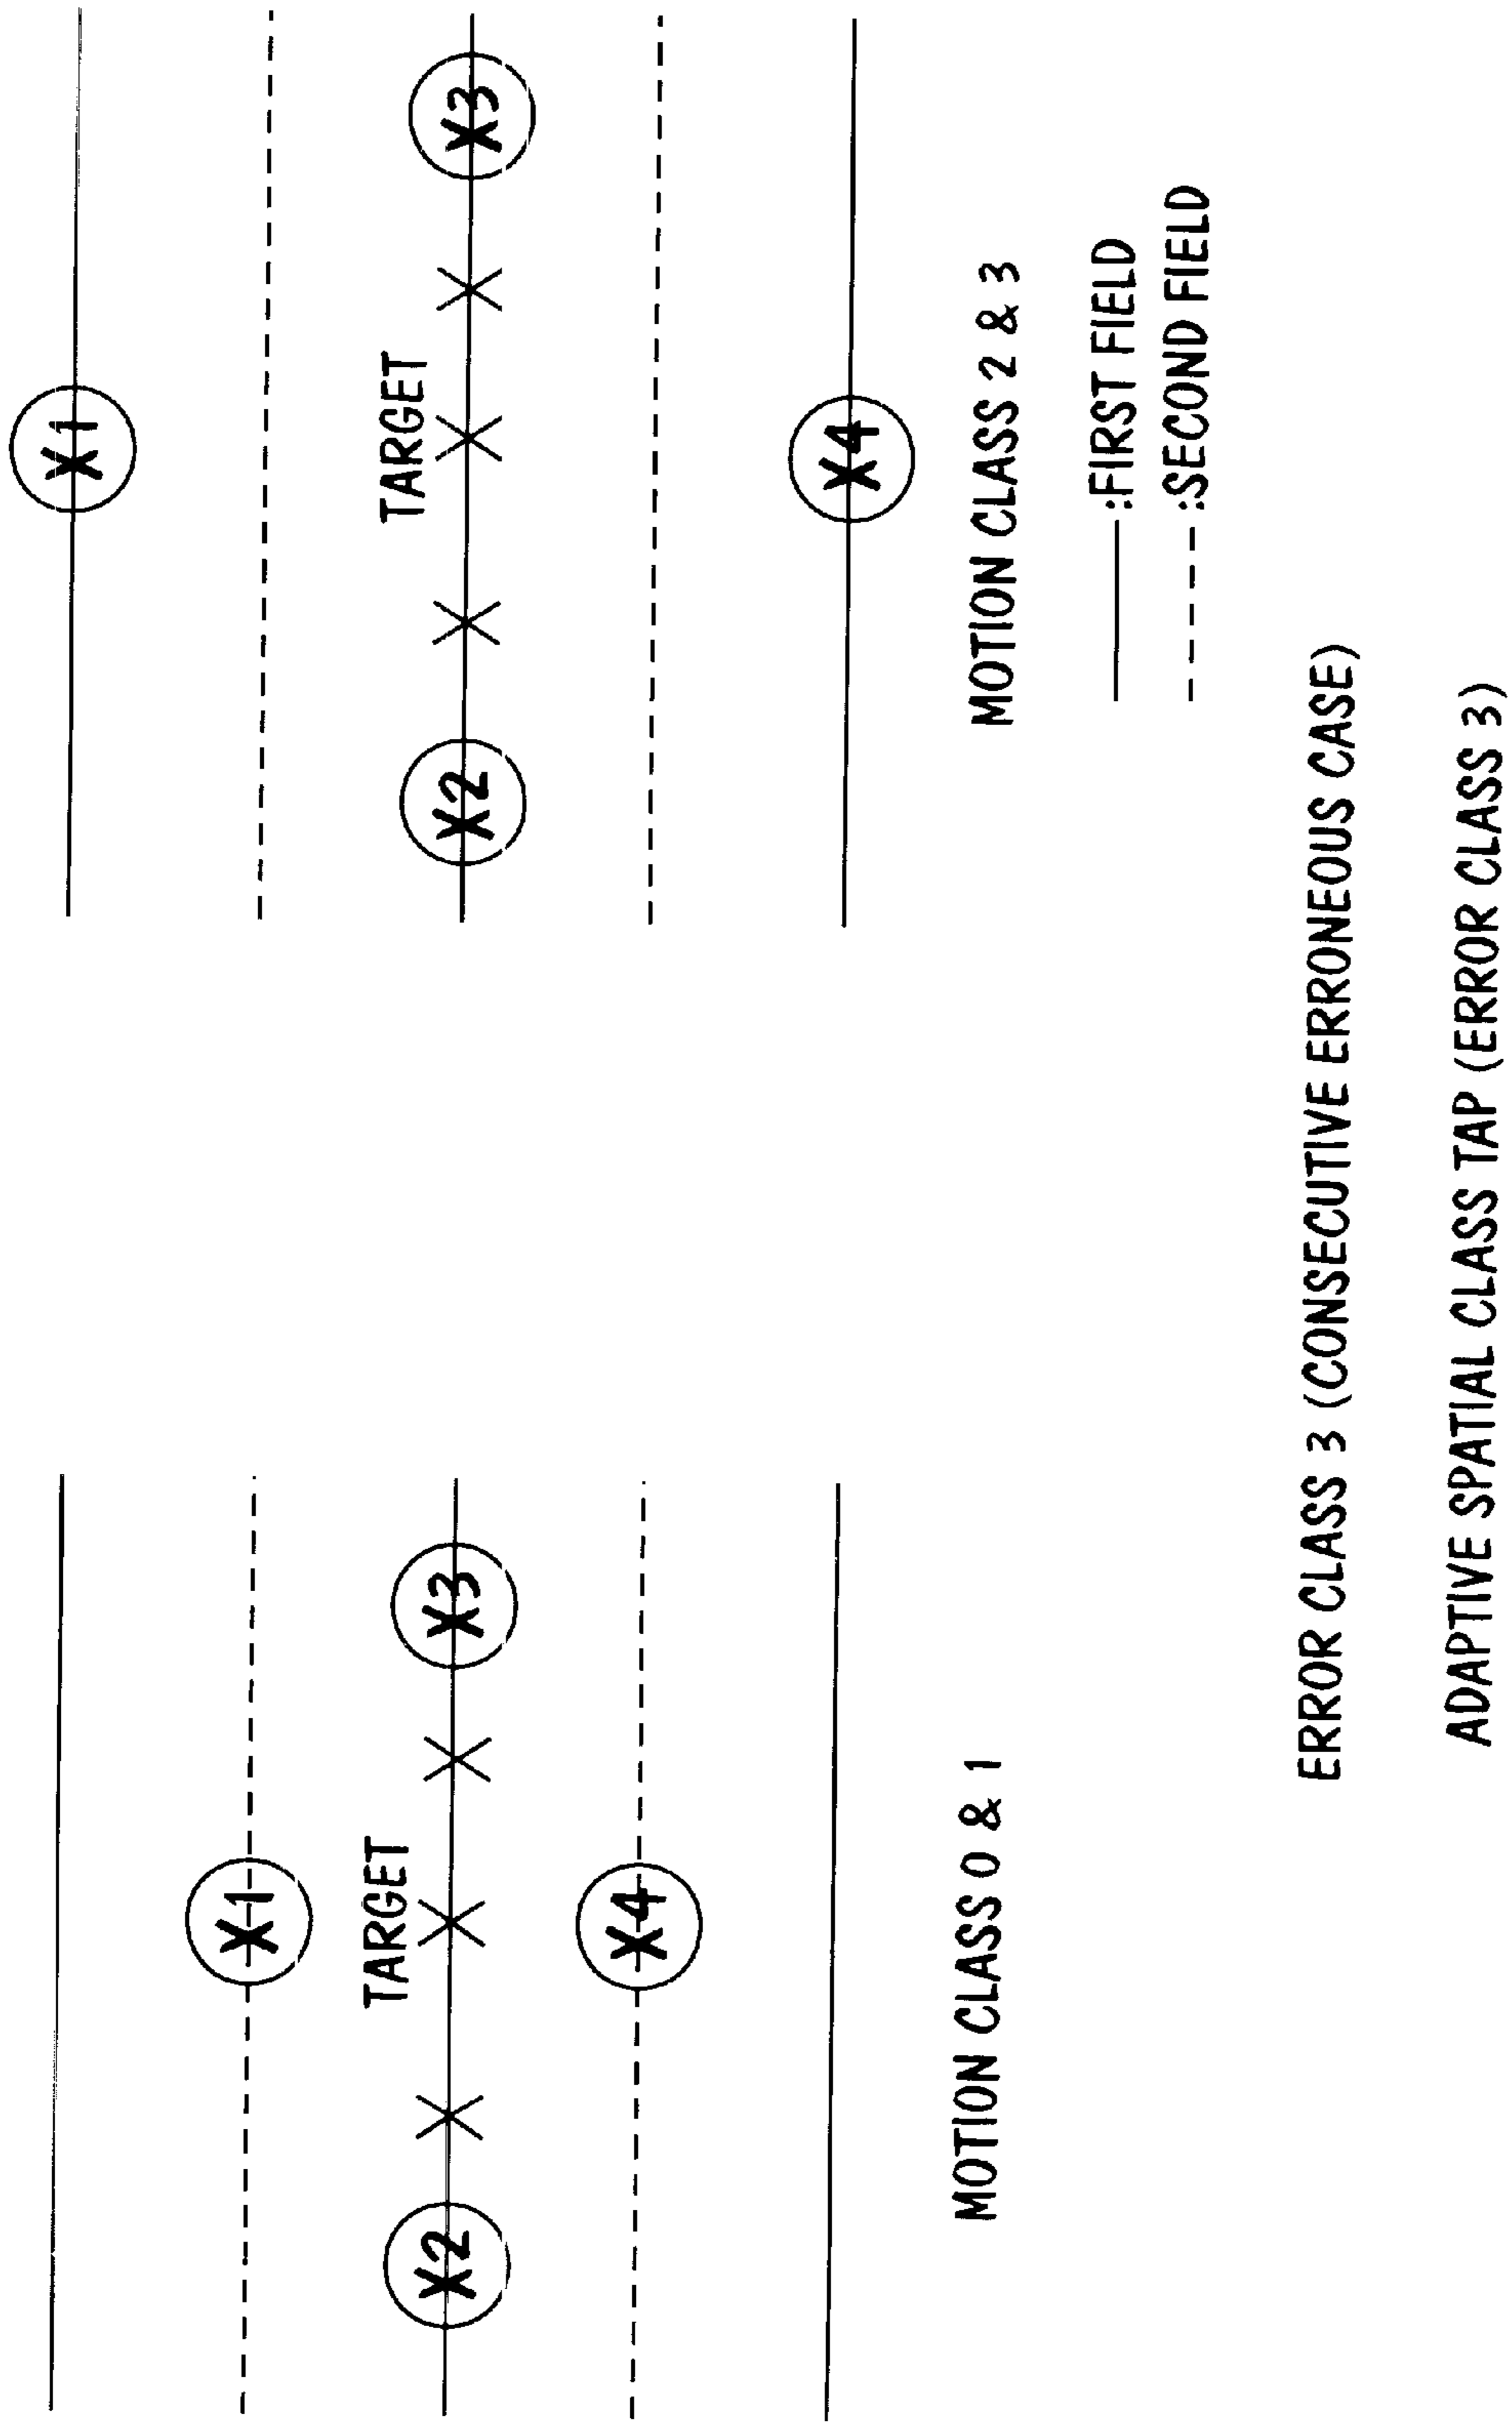 X1
TARGET
X2
X3
X4
MOTION CLASS 0 & 1
X1
TARGET
X2
X3
X4
MOTION CLASS 2 & 3
:FIRST FIELD
:SECOND FIELD
ERROR CLASS 3 (CONSECUTIVE ERRONEOUS CASE)
ADAPTIVE SPATIAL CLASS TAP (ERROR CLASS 3)